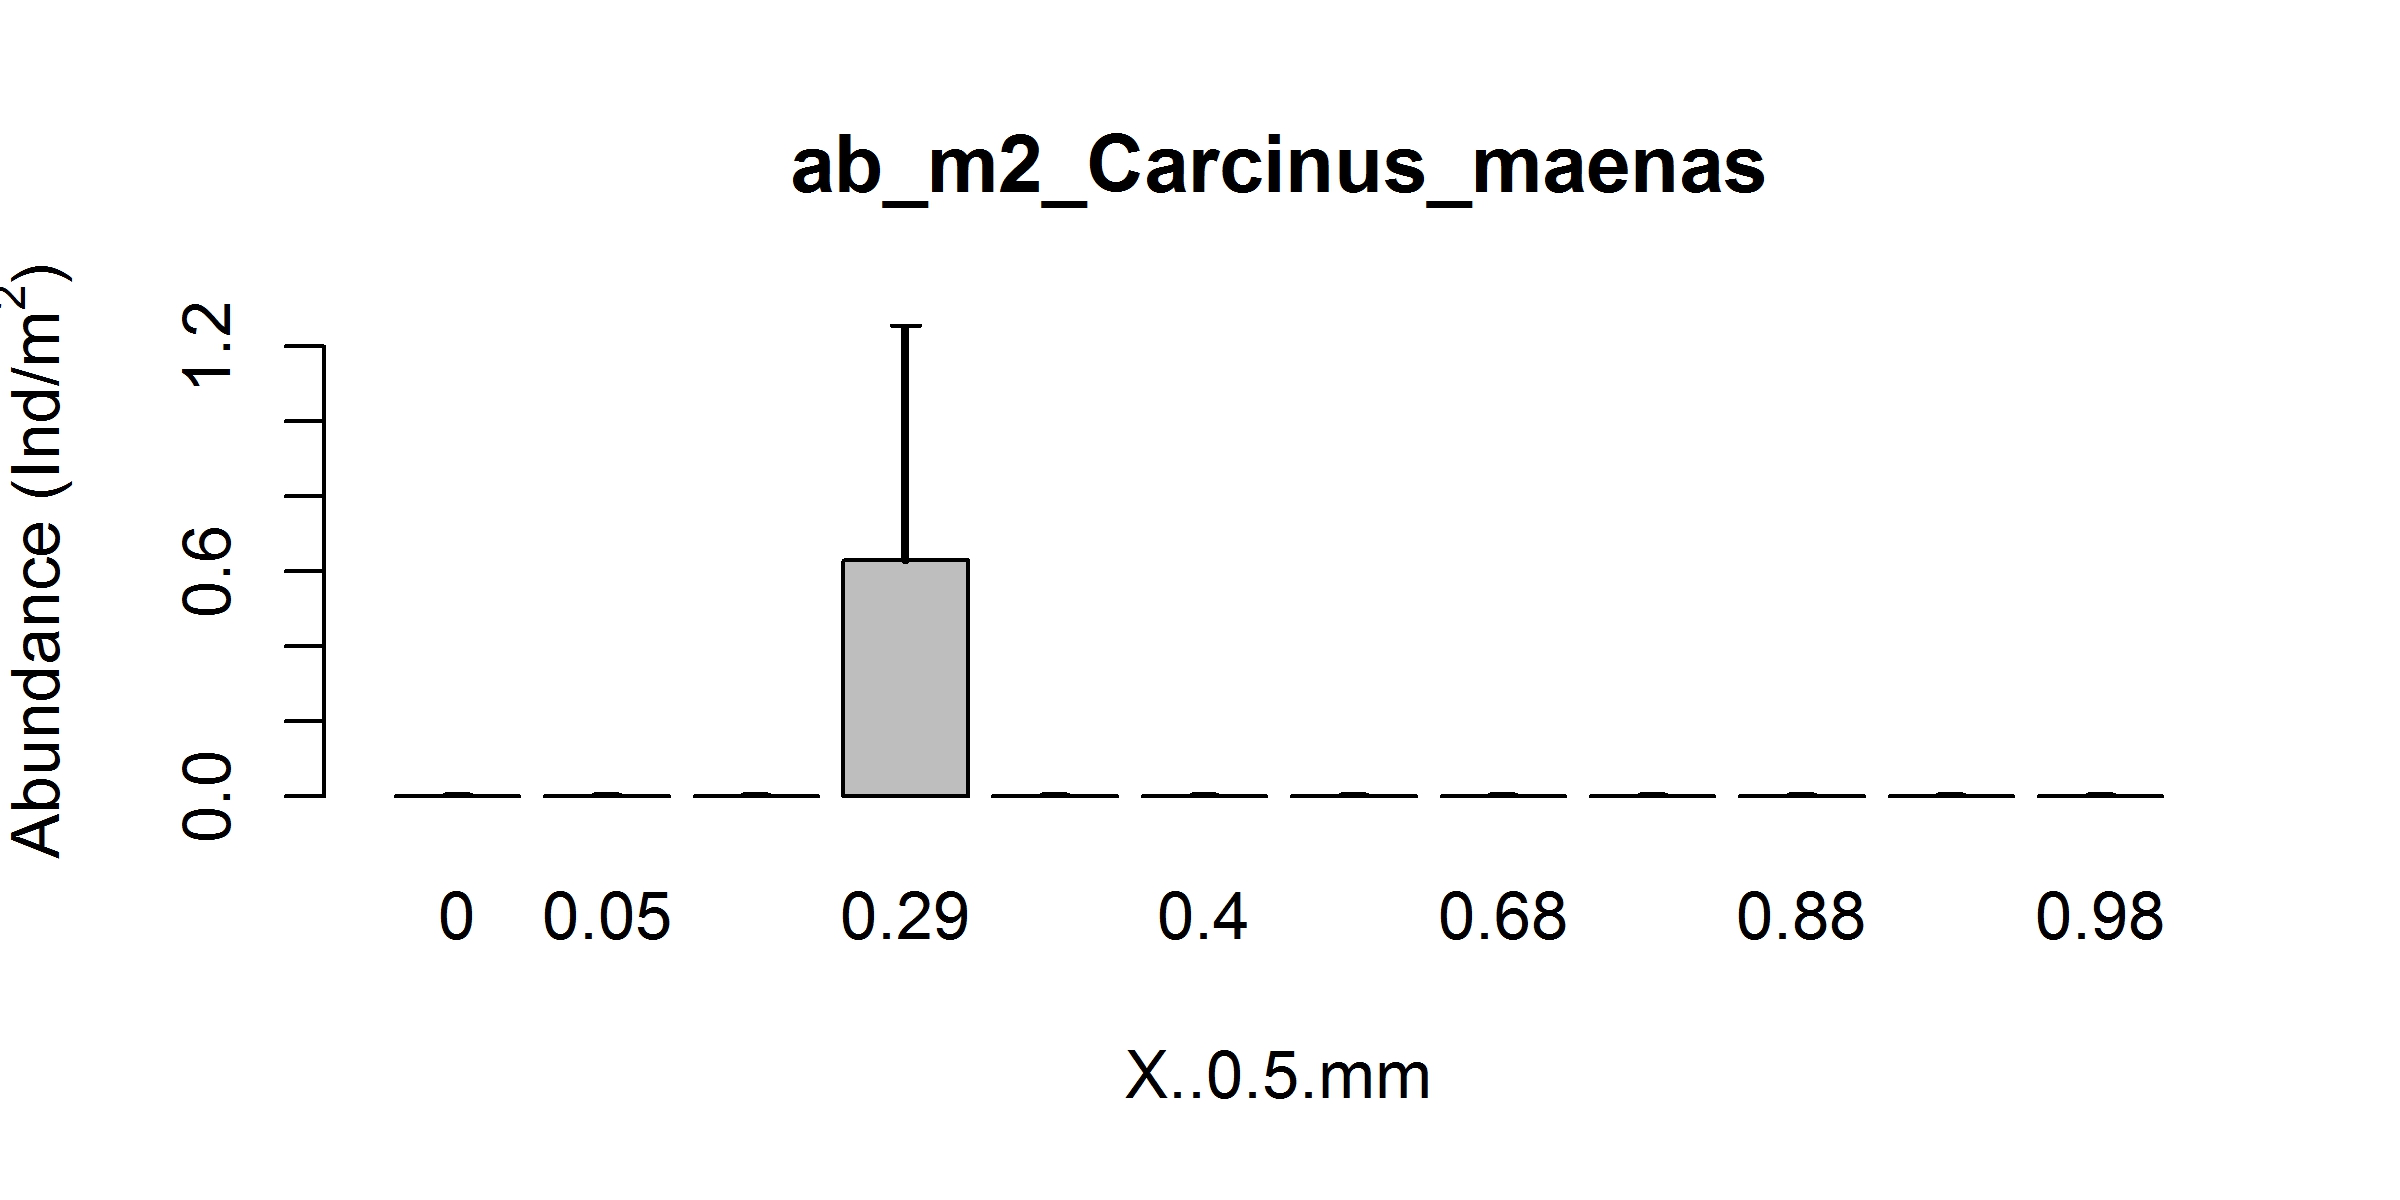 ab_m2_Carcinus_maenas
Abundance (Ind/m²)
1.2
0.6
0.0
0 0.05 0.29 0.4 0.68 0.88 0.98
X..0.5.mm